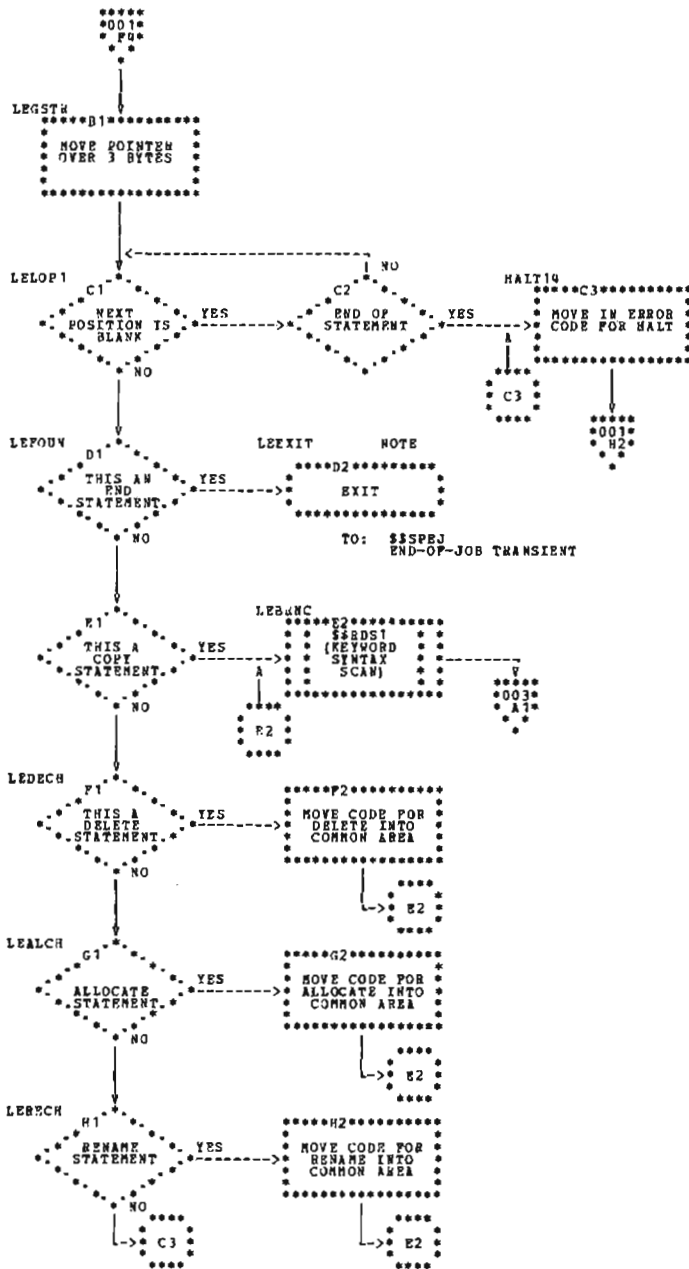 001
F4
LEGSTR
B1
MOVE POINTER
OVER 3 BYTES
NO
LELOP1
HALT14
C1
C2
C3
NEXT
POSITION IS
BLANK
YES
END OF
STATEMENT
YES
MOVE IN ERROR
CODE FOR HALT
A
NO
C3
001
H2
LEFOUN
LEEXIT
NOTE
D1
D2
THIS AN
END
STATEMENT
YES
EXIT
NO
TO: $$SPEJ
END-OF-JOB TRANSIENT
LEBRNC
E1
E2
THIS A
COPY
STATEMENT
YES
$$RDS1
(KEYWORD
SYNTAX
SCAN)
A
003
A1
NO
E2
LEDECH
F1
F2
THIS A
DELETE
STATEMENT
YES
MOVE CODE FOR
DELETE INTO
COMMON AREA
NO
E2
LEALCH
G1
G2
ALLOCATE
STATEMENT
YES
MOVE CODE FOR
ALLOCATE INTO
COMMON AREA
NO
E2
LERECH
H1
H2
RENAME
STATEMENT
YES
MOVE CODE FOR
RENAME INTO
COMMON AREA
NO
C3
E2